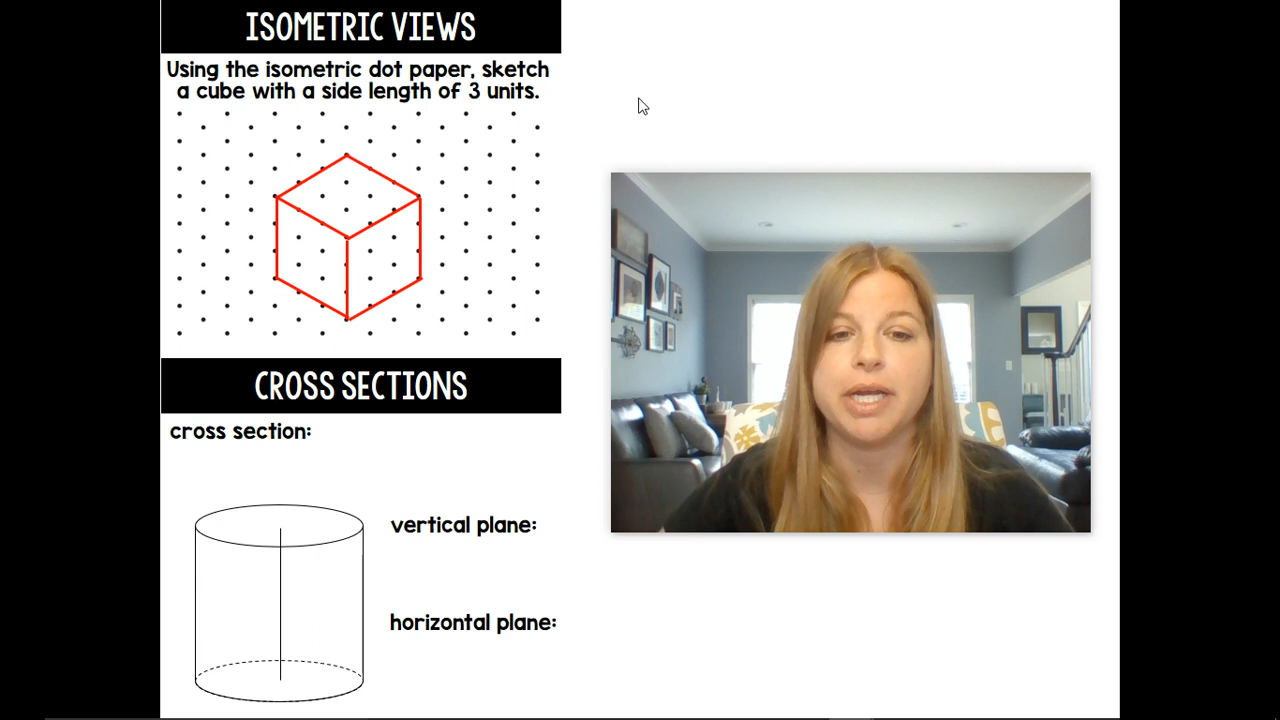 ISOMETRIC VIEWS
Using the isometric dot paper, sketch
a cube with a side length of 3 units.
CROSS SECTIONS
cross section:
vertical plane:
horizontal plane: